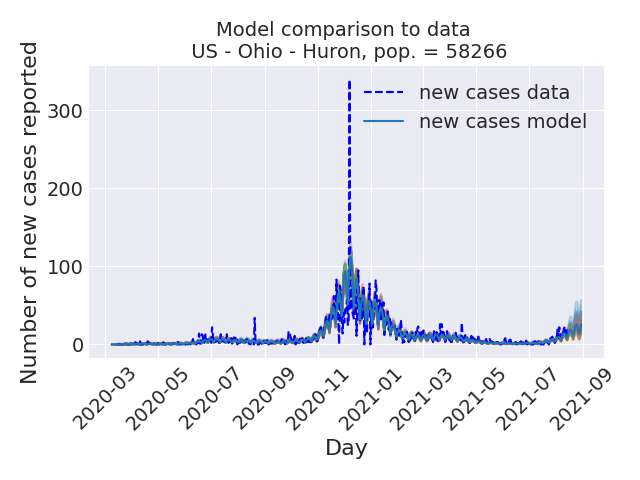 Model comparison to data
US - Ohio - Huron, pop. = 58266
Number of new cases reported
300
200
100
0
new cases data
new cases model
2020-03
2020-05
2020-07
2020-09
2020-11
2021-01
2021-03
2021-05
2021-07
2021-09
Day